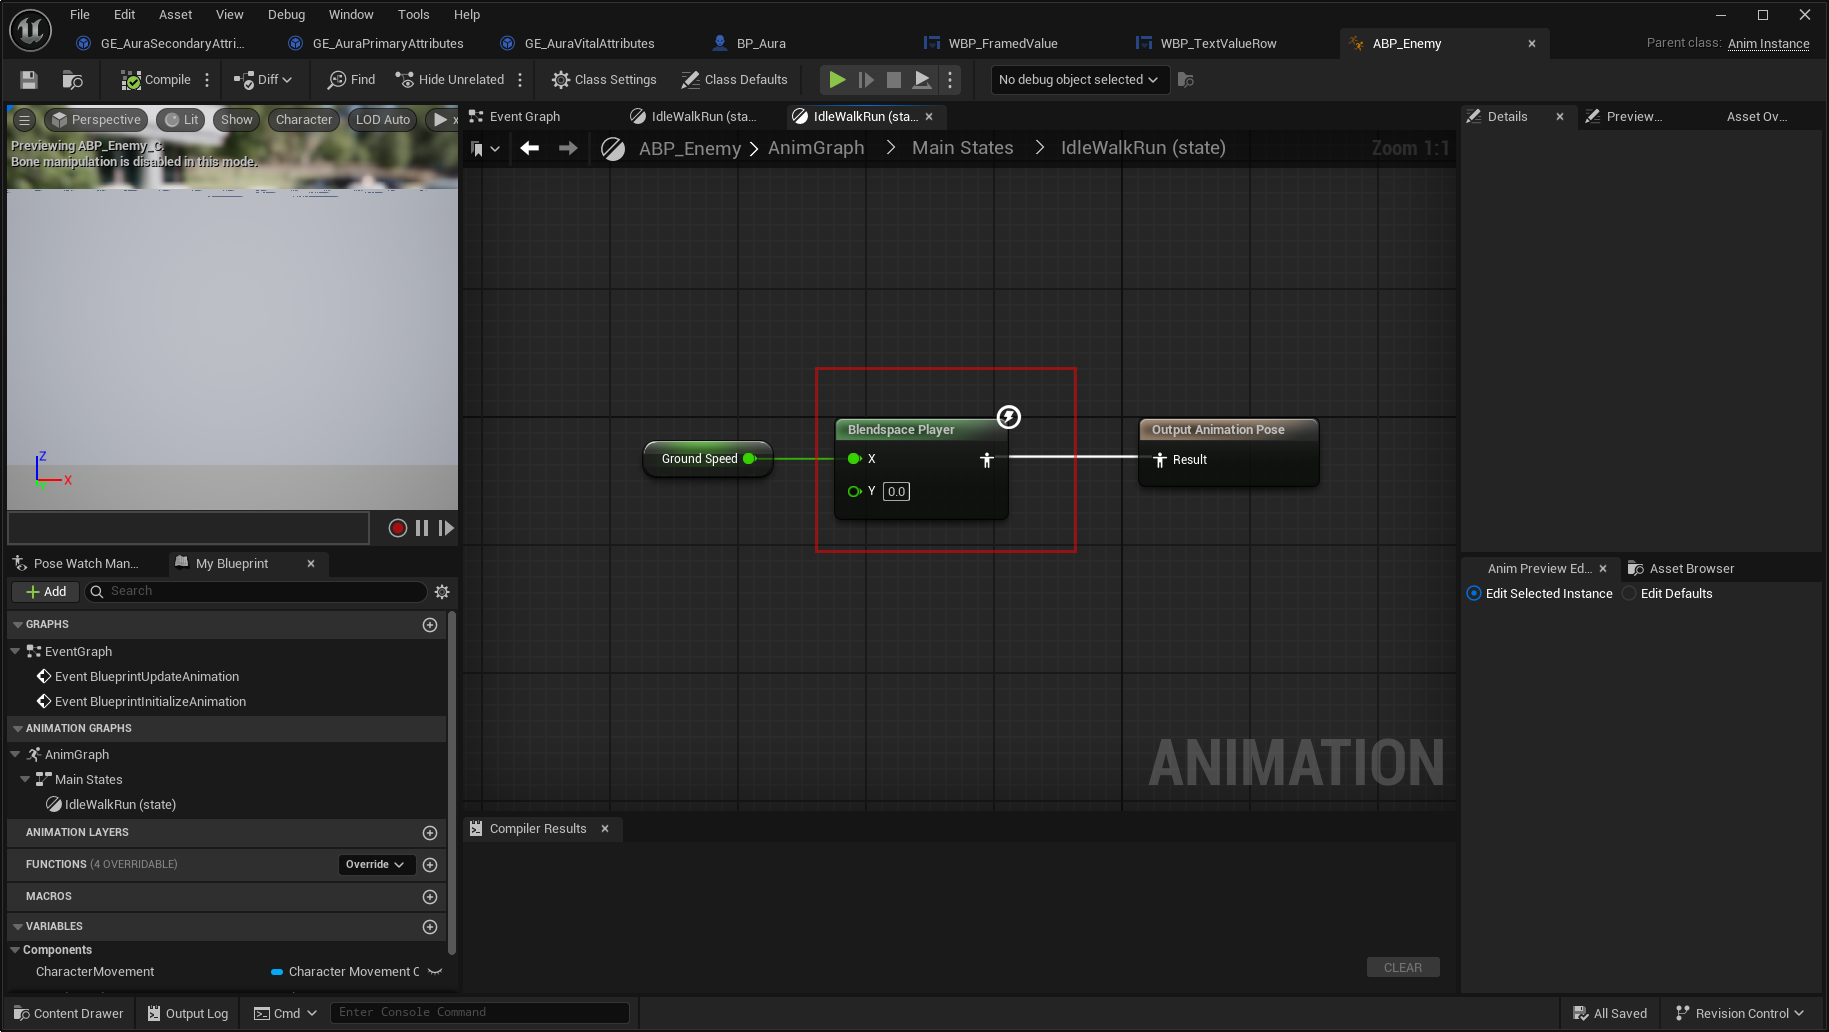 File Edit Asset View Debug Window Tools Help
GE_AuraSecondaryAttri... GE_AuraPrimaryAttributes GE_AuraVitalAttributes BP_Aura WBP_FramedValue WBP_TextValueRow ABP_Enemy Parent class: Anim Instance
Compile Diff Find Hide Unrelated Class Settings Class Defaults No debug object selected
Perspective Lit Show Character LOD Auto x
Previewing ABP_Enemy_C.
Bone manipulation is disabled in this mode.
Z
X
Event Graph IdleWalkRun (sta... IdleWalkRun (sta...
ABP_Enemy > AnimGraph > Main States > IdleWalkRun (state) Zoom 1:1
Ground Speed
Blendspace Player
X
Y 0.0
Output Animation Pose
Result
ANIMATION
Details Preview... Asset Ov...
Anim Preview Ed... Asset Browser
Edit Selected Instance Edit Defaults
Pose Watch Man... My Blueprint
Add Search
GRAPHS
EventGraph
Event BlueprintUpdateAnimation
Event BlueprintInitializeAnimation
ANIMATION GRAPHS
AnimGraph
Main States
IdleWalkRun (state)
ANIMATION LAYERS
FUNCTIONS (4 OVERRIDABLE) Override
MACROS
VARIABLES
Components
CharacterMovement Character Movement C
Compiler Results
CLEAR
Content Drawer Output Log Cmd Enter Console Command All Saved Revision Control